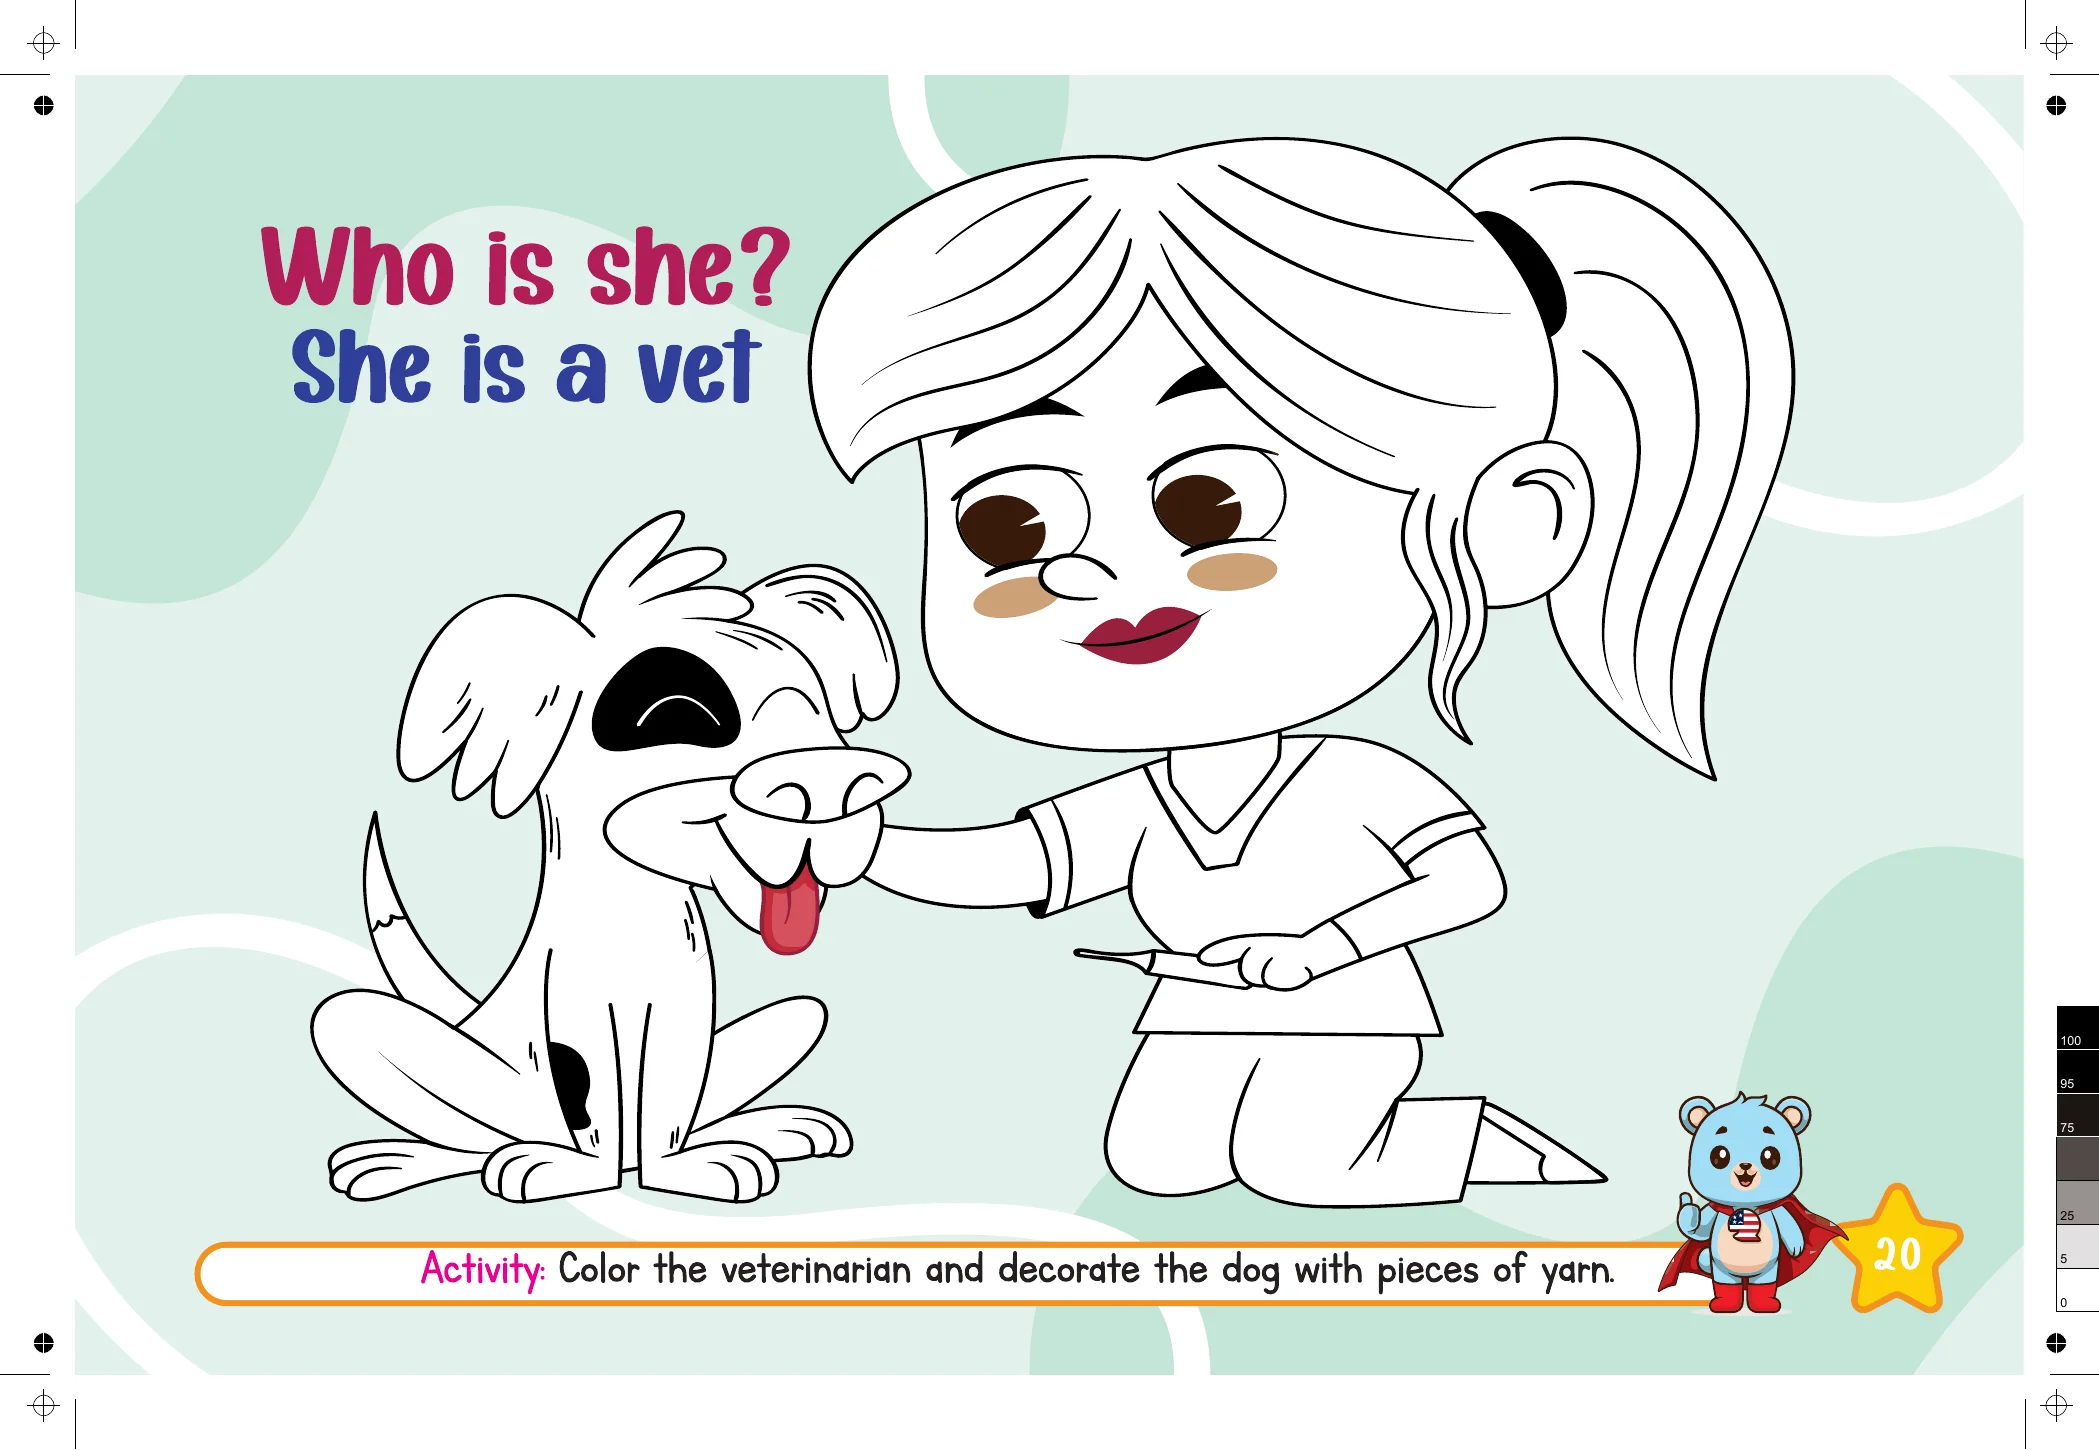 Who is she?
She is a vet
Activity: Color the veterinarian and decorate the dog with pieces of yarn.
20
100
95
75
25
5
0